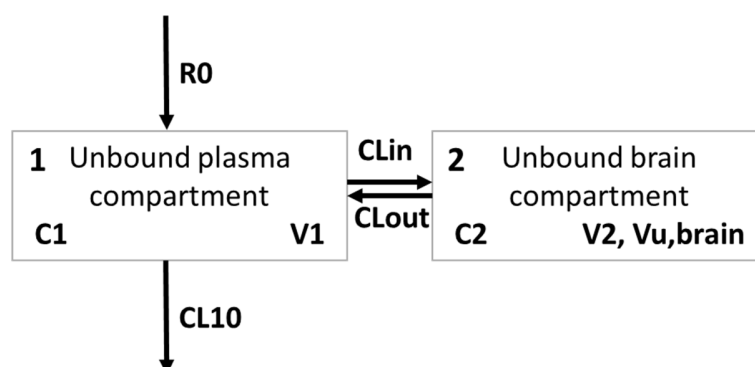 R0
1 Unbound plasma
compartment
C1 V1
CLin
CLout
2 Unbound brain
compartment
C2 V2, Vu,brain
CL10